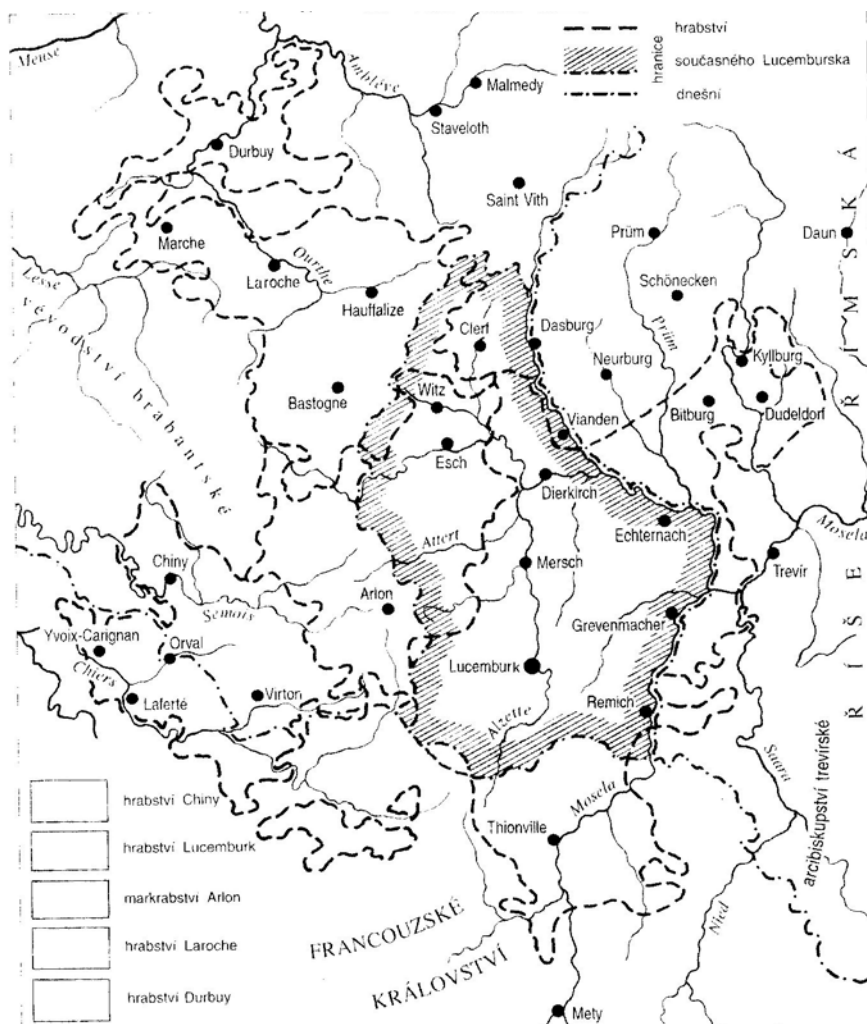 Meuse
Amblève
hranice
hrabství
současného Lucemburska
dnešní
Malmedy
Staveloth
Durbuy
Saint Vith
Marche
Prüm
Daun
Laroche
Ourthe
Lesse
Schönecken
Hauffalize
vévodství brabantské
Clerf
Dasburg
Prüm
Kyllburg
Neurburg
Bastogne
Witz
Bitburg
Dudeldorf
Vianden
Esch
Dierkirch
ŘÍŠE ŘÍMSKÁ
Mosela
Echternach
Attert
Chiny
Mersch
Trevír
Semois
Arlon
Grevenmacher
Yvoix-Carignan
Orval
Lucemburk
Chiers
Laferté
Virton
Remich
Alzette
Saara
hrabství Chiny
Mosela
Thionville
hrabství Lucemburk
arcibiskupství trevírské
markrabství Arlon
Nied
FRANCOUZSKÉ
KRÁLOVSTVÍ
hrabství Laroche
hrabství Durbuy
Mety